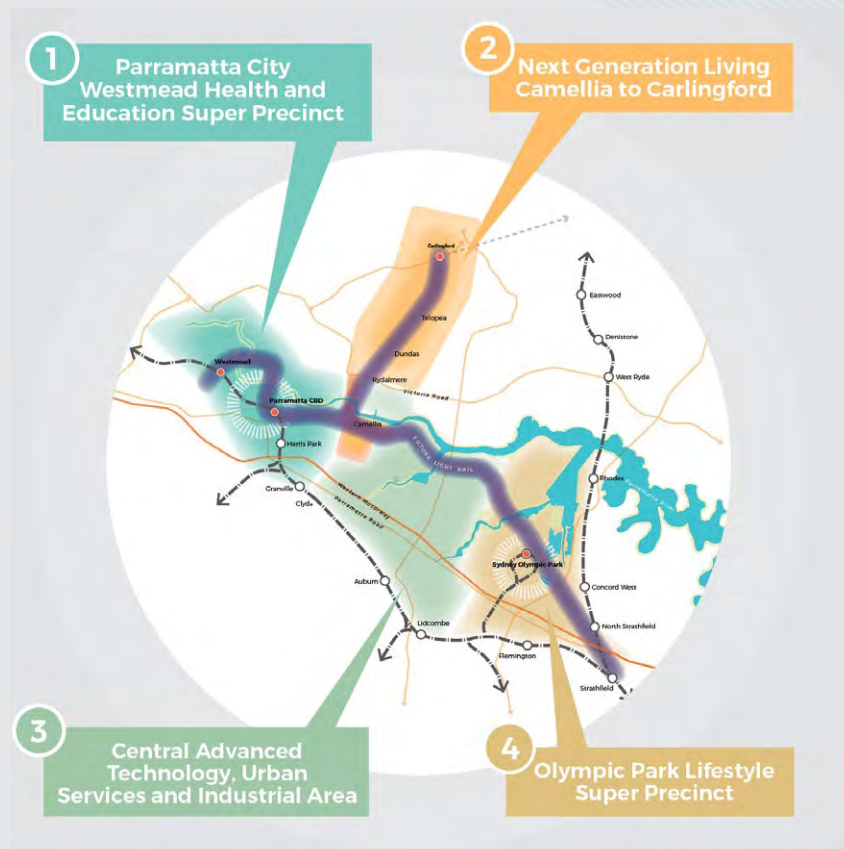 1
Parramatta City
Westmead Health and
Education Super Precinct
2
Next Generation Living
Camellia to Carlingford
Carlingford
Eastwood
Telopea
Denistone
Dundas
Westmead
West Ryde
Rydalmere
Victoria Road
Parramatta CBD
Camellia
Harris Park
FUTURE LIGHT RAIL
Rhodes
Parramatta River
Granville
Western Motorway
Clyde
Parramatta Road
Sydney Olympic Park
Auburn
Concord West
Lidcombe
North Strathfield
Flemington
Strathfield
3
Central Advanced
Technology, Urban
Services and Industrial Area
4
Olympic Park Lifestyle
Super Precinct